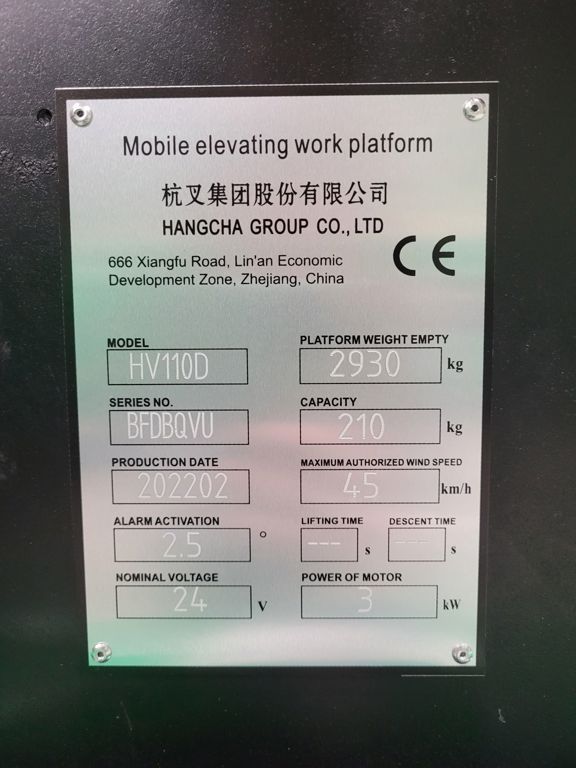 Mobile elevating work platform
杭叉集团股份有限公司
HANGCHA GROUP CO., LTD
666 Xiangfu Road, Lin'an Economic
Development Zone, Zhejiang, China
CE
MODEL PLATFORM WEIGHT EMPTY
HV110D 2930 kg
SERIES NO. CAPACITY
BFDBQVU 210 kg
PRODUCTION DATE MAXIMUM AUTHORIZED WIND SPEED
202202 45 km/h
ALARM ACTIVATION LIFTING TIME DESCENT TIME
2.5 ° --- s --- s
NOMINAL VOLTAGE POWER OF MOTOR
24 V 3 kW